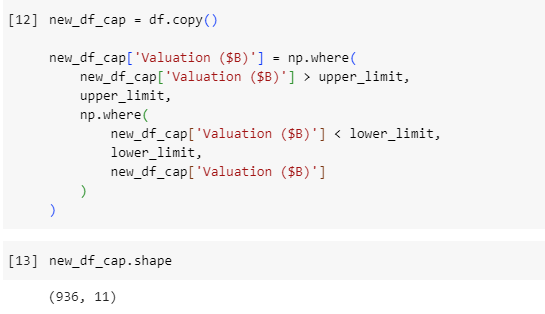 [12] new_df_cap = df.copy()
new_df_cap['Valuation ($B)'] = np.where(
new_df_cap['Valuation ($B)'] > upper_limit,
upper_limit,
np.where(
new_df_cap['Valuation ($B)'] < lower_limit,
lower_limit,
new_df_cap['Valuation ($B)']
)
)
[13] new_df_cap.shape
(936, 11)